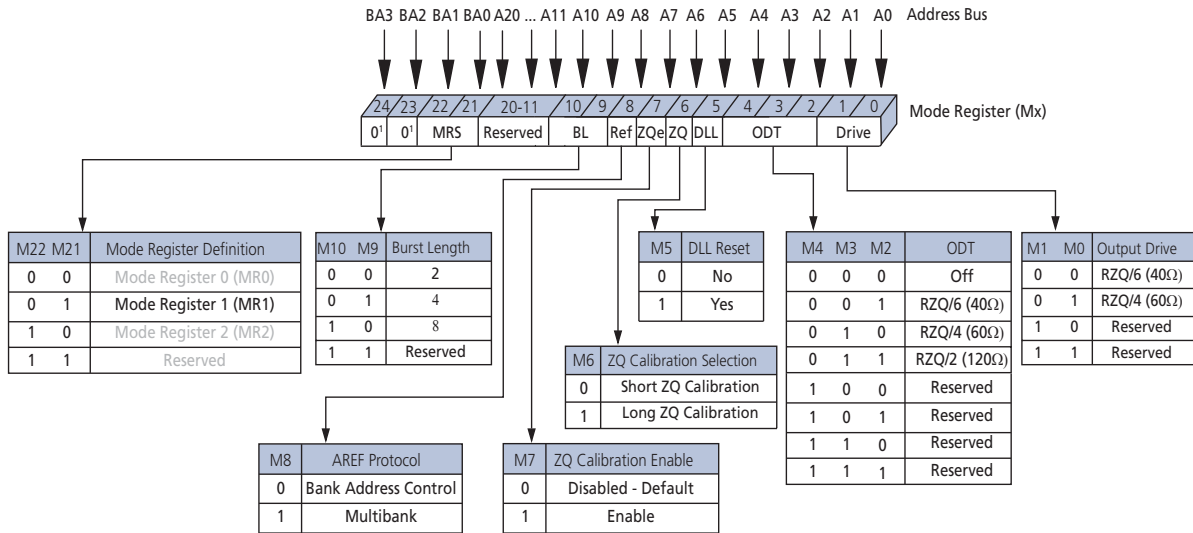 BA3 BA2 BA1 BA0 A20 ... A11 A10 A9 A8 A7 A6 A5 A4 A3 A2 A1 A0 Address Bus
24 23 22 21 20-11 10 9 8 7 6 5 4 3 2 1 0 Mode Register (Mx)
0¹ 0¹ MRS Reserved BL Ref ZQe ZQ DLL ODT Drive
M22 M21 Mode Register Definition
0 0 Mode Register 0 (MR0)
0 1 Mode Register 1 (MR1)
1 0 Mode Register 2 (MR2)
1 1 Reserved
M10 M9 Burst Length
0 0 2
0 1 4
1 0 8
1 1 Reserved
M5 DLL Reset
0 No
1 Yes
M4 M3 M2 ODT
0 0 0 Off
0 0 1 RZQ/6 (40Ω)
0 1 0 RZQ/4 (60Ω)
0 1 1 RZQ/2 (120Ω)
1 0 0 Reserved
1 0 1 Reserved
1 1 0 Reserved
1 1 1 Reserved
M1 M0 Output Drive
0 0 RZQ/6 (40Ω)
0 1 RZQ/4 (60Ω)
1 0 Reserved
1 1 Reserved
M6 ZQ Calibration Selection
0 Short ZQ Calibration
1 Long ZQ Calibration
M8 AREF Protocol
0 Bank Address Control
1 Multibank
M7 ZQ Calibration Enable
0 Disabled - Default
1 Enable